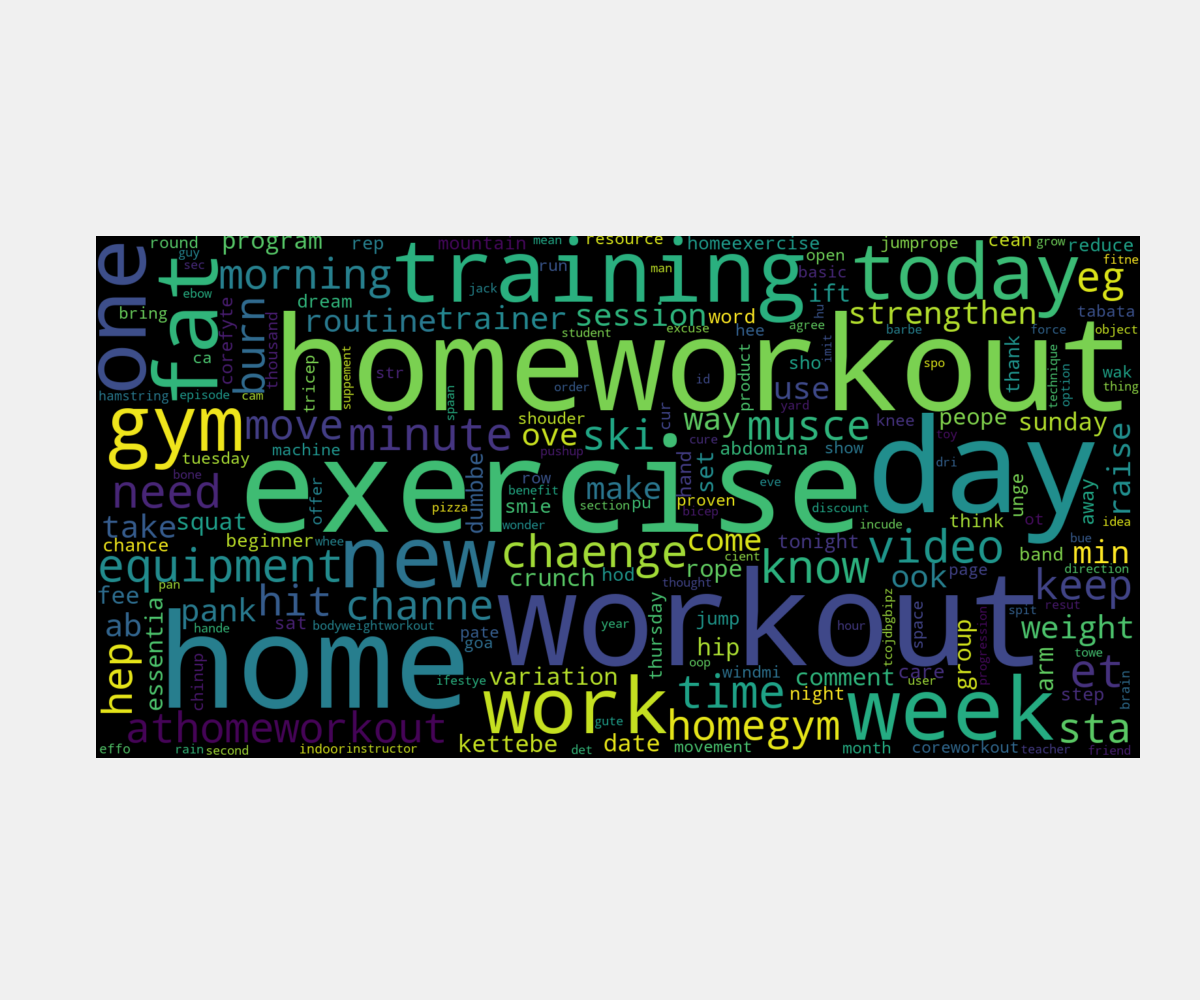 round program rep mountain mean resource homeexercise jumprope cean grow reduce
guy sec ebow morning training run man open basic ift today eg fitne
one fat bring burn dream routine trainer session word hee agree hu strengthen tabata
ca corefyte thousand homeworkout student excuse barbe force object
hamstring episode cam tricep suppement str spaan order id product sho imit spo thank technique option wak thing
gym move minute shouder ove ski cur way musce use yard knee peope sunday
tuesday machine pushup cure abdomina show toy raise
bone need offer exercise pizza dumbbe row benefit smie section pu make hand set proven bicep eve discount day dri unge away
take squat beginner whee wonder incude think ot idea
chance equipment new chaenge come cient tonight video band bue min
pan crunch hod rope thought know ook page direction keep
fee essentia pank hit channe workout jump tcojdbgbipz space spit resut
ab hande sat bodyweightworkout pate goa year thursday hour group progression weight
hep chinup home ifestye variation hip oop windmi comment care user arm towe et step brain
athomeworkout work gute time night homegym week sta
effo rain second indoorinstructor kettebe det date movement month coreworkout teacher friend